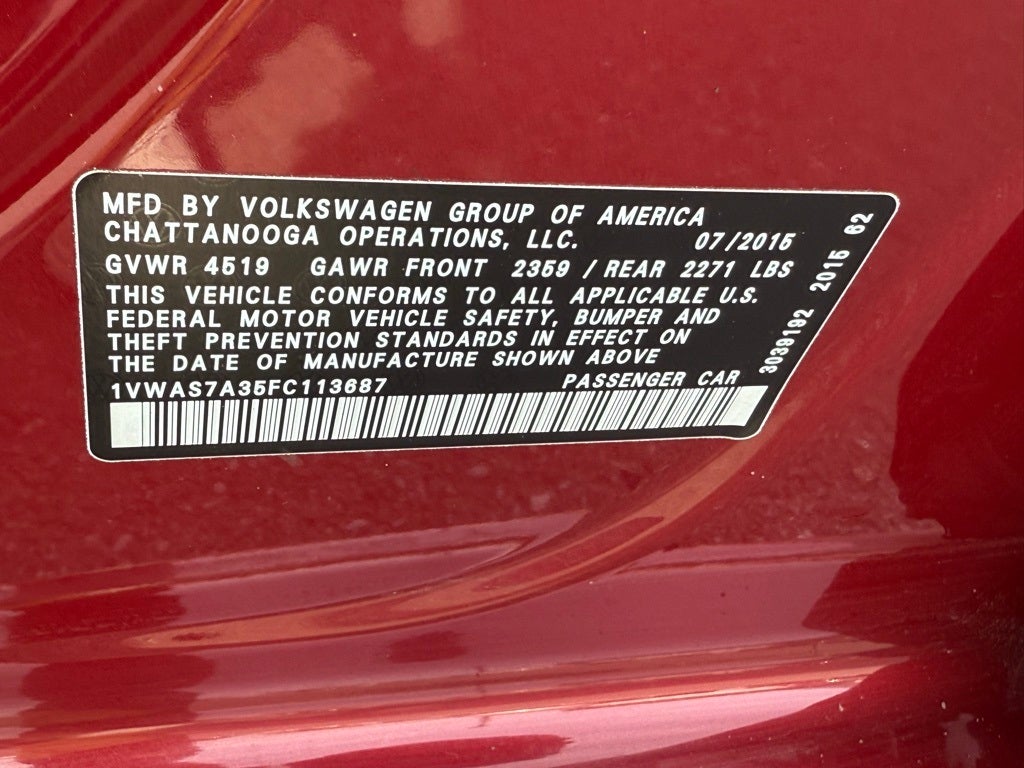 MFD BY VOLKSWAGEN GROUP OF AMERICA
CHATTANOOGA OPERATIONS, LLC. 07/2015
GVWR 4519 GAWR FRONT 2359 / REAR 2271 LBS
THIS VEHICLE CONFORMS TO ALL APPLICABLE U.S.
FEDERAL MOTOR VEHICLE SAFETY, BUMPER AND
THEFT PREVENTION STANDARDS IN EFFECT ON
THE DATE OF MANUFACTURE SHOWN ABOVE
1VWAS7A35FC113687 PASSENGER CAR
3039192 2015 62